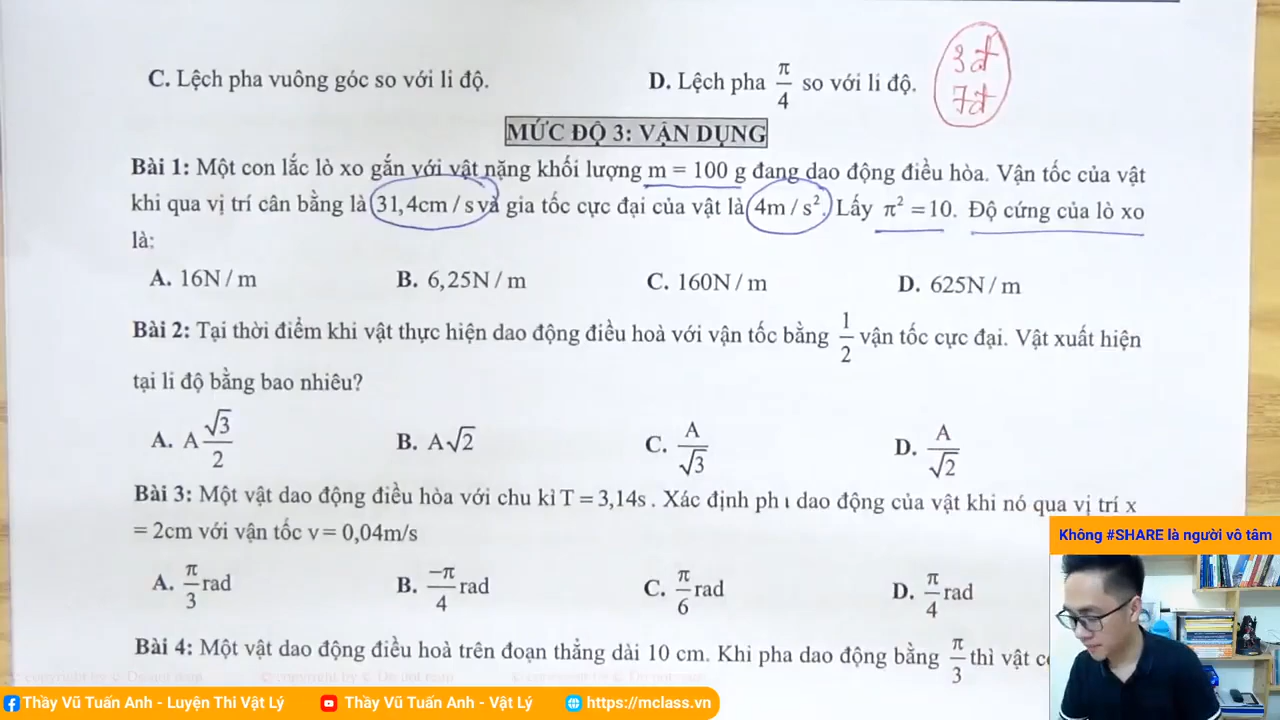 C. Lệch pha vuông góc so với li độ. D. Lệch pha π/4 so với li độ.
3đ
7đ
MỨC ĐỘ 3: VẬN DỤNG
Bài 1: Một con lắc lò xo gắn với vật nặng khối lượng m = 100 g đang dao động điều hòa. Vận tốc của vật
khi qua vị trí cân bằng là 31,4cm / s và gia tốc cực đại của vật là 4m / s². Lấy π² = 10. Độ cứng của lò xo
là:
A. 16N / m B. 6,25N / m C. 160N / m D. 625N / m
Bài 2: Tại thời điểm khi vật thực hiện dao động điều hoà với vận tốc bằng 1/2 vận tốc cực đại. Vật xuất hiện
tại li độ bằng bao nhiêu?
A. A√3/2 B. A√2 C. A/√3 D. A/√2
Bài 3: Một vật dao động điều hòa với chu kì T = 3,14s. Xác định ph dao động của vật khi nó qua vị trí x
= 2cm với vận tốc v = 0,04m/s
A. π/3 rad B. −π/4 rad C. π/6 rad D. π/4 rad
Bài 4: Một vật dao động điều hoà trên đoạn thẳng dài 10 cm. Khi pha dao động bằng π/3 thì vật
Không #SHARE là người vô tâm
Thầy Vũ Tuấn Anh - Luyện Thi Vật Lý Thầy Vũ Tuấn Anh - Vật Lý https://mclass.vn